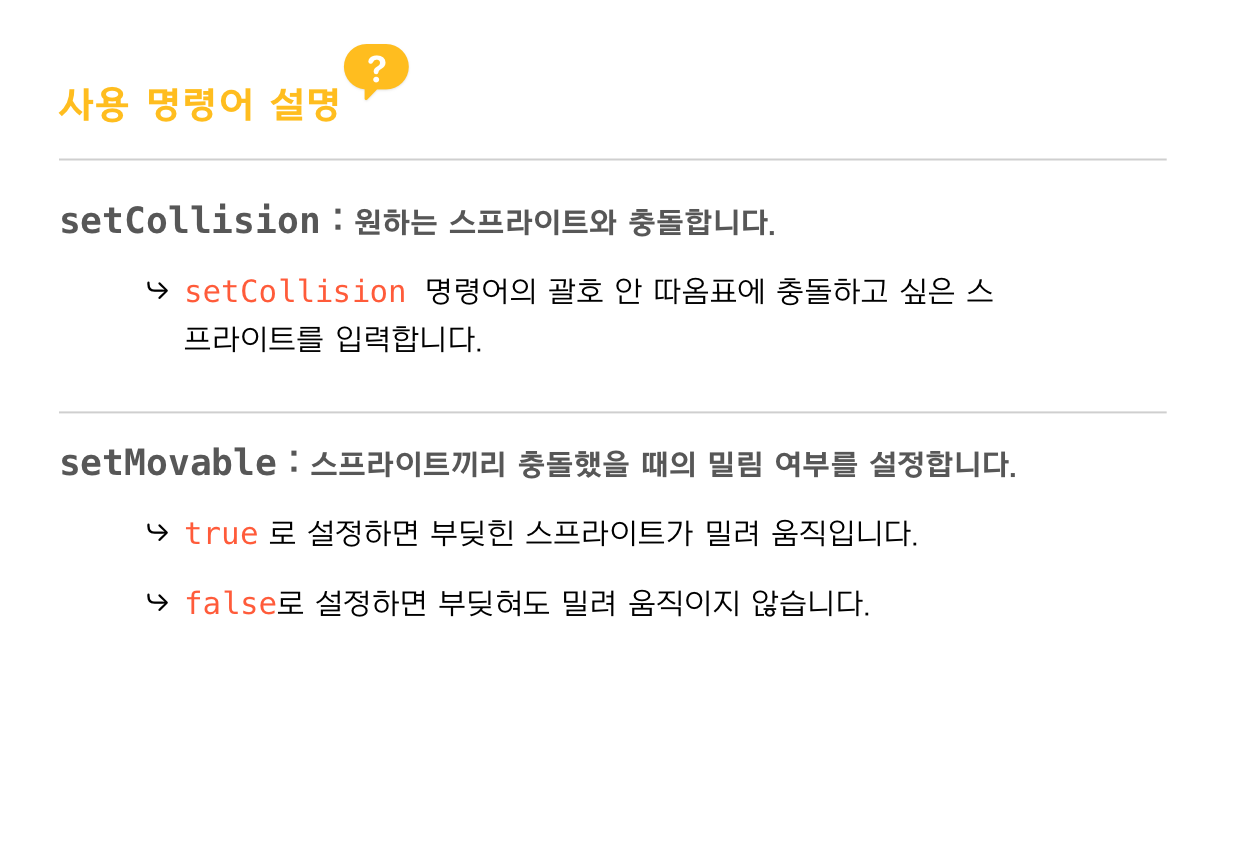 사용 명령어 설명 ?
setCollision : 원하는 스프라이트와 충돌합니다.
↪ setCollision 명령어의 괄호 안 따옴표에 충돌하고 싶은 스
프라이트를 입력합니다.
setMovable : 스프라이트끼리 충돌했을 때의 밀림 여부를 설정합니다.
↪ true 로 설정하면 부딪힌 스프라이트가 밀려 움직입니다.
↪ false로 설정하면 부딪혀도 밀려 움직이지 않습니다.